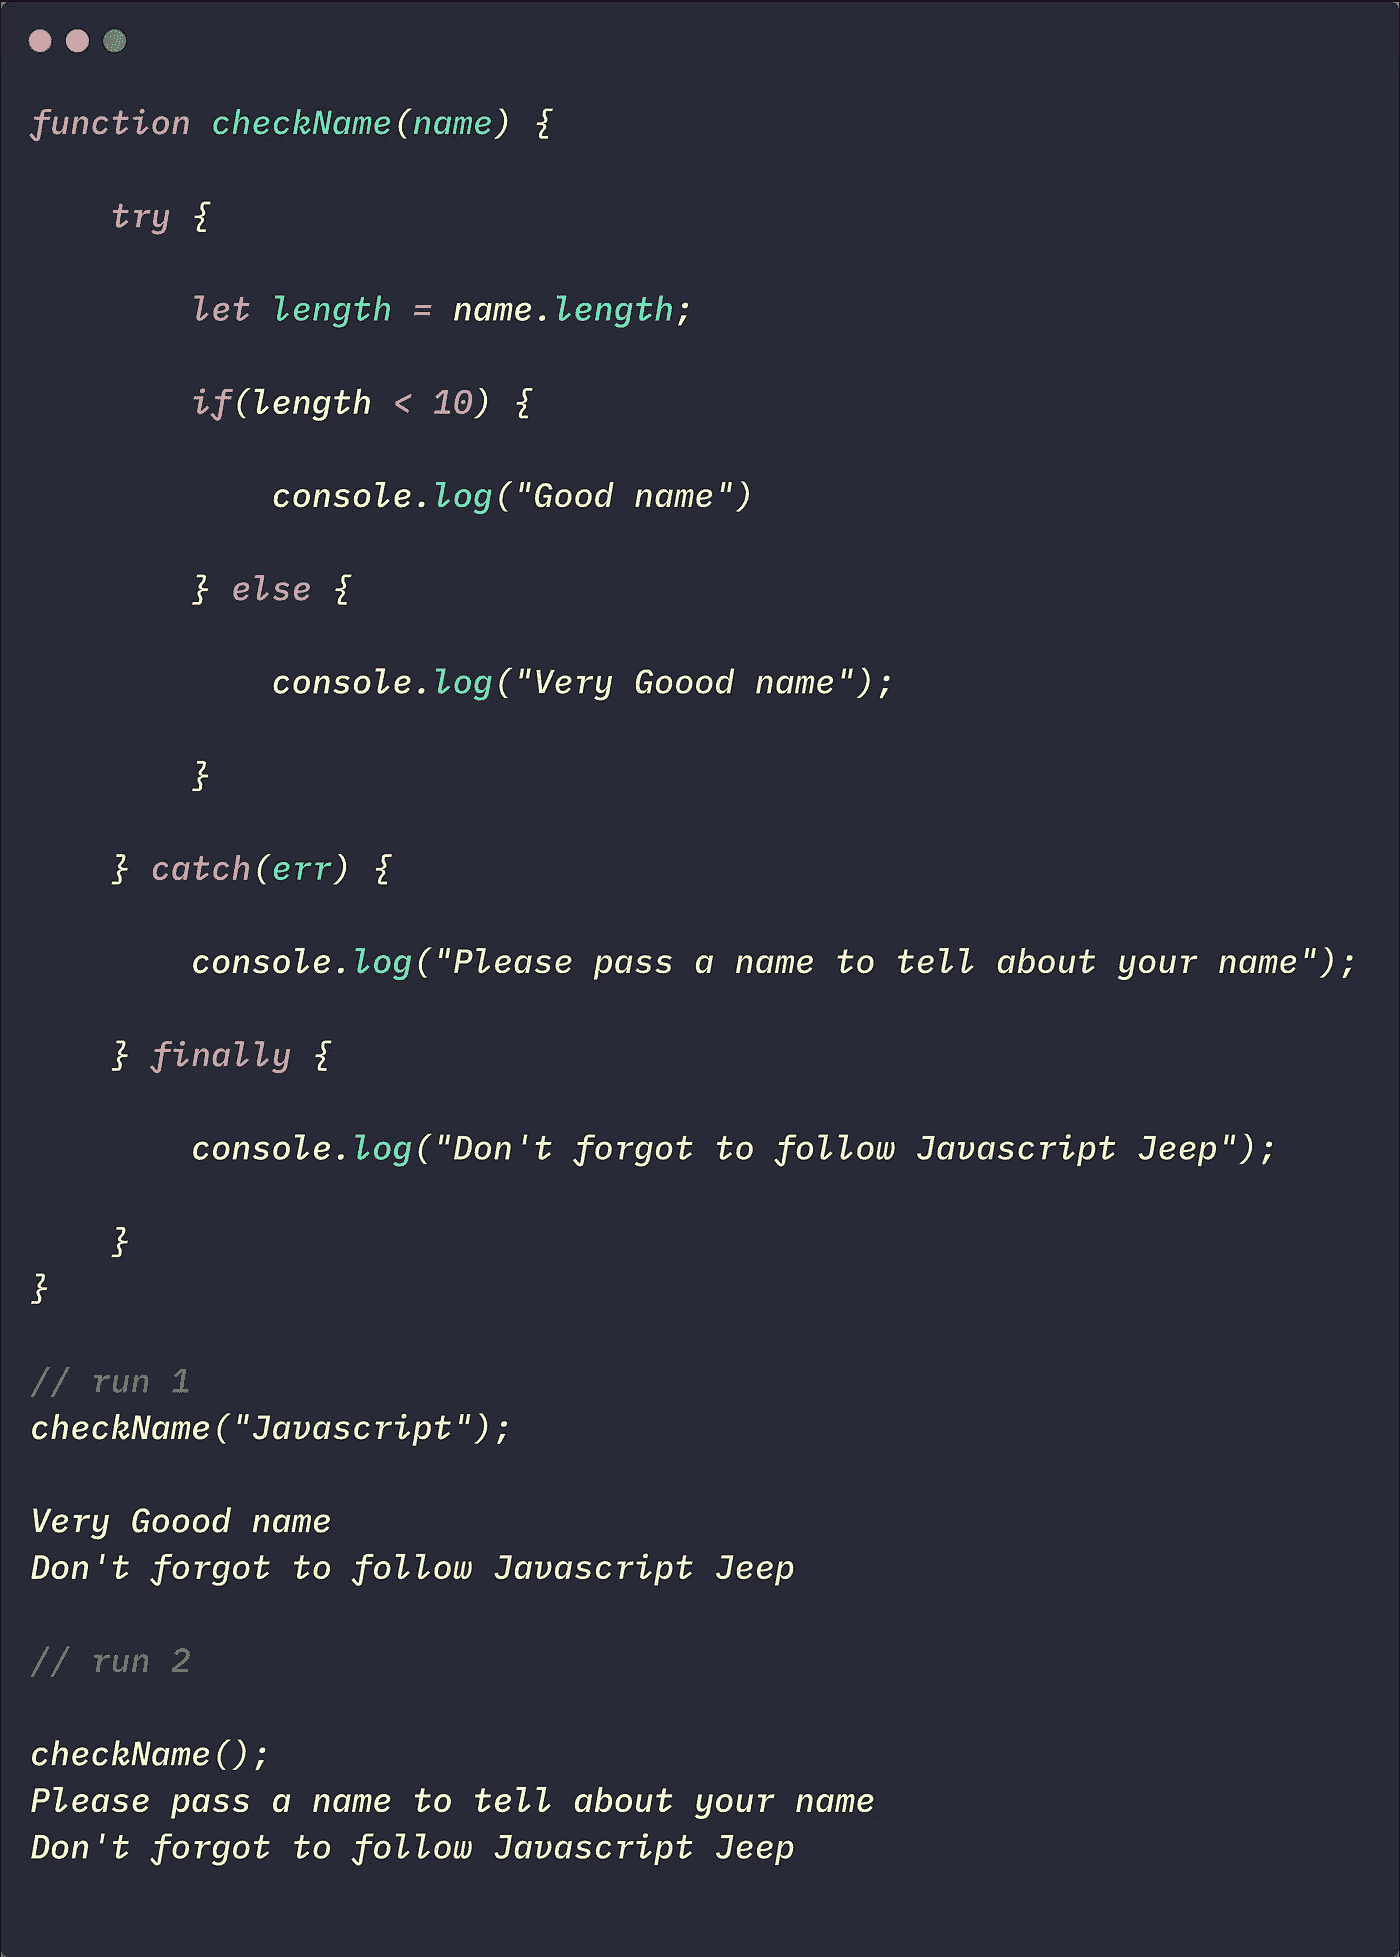 function checkName(name) {
    try {
        let length = name.length;
        if(length < 10) {
            console.log("Good name")
        } else {
            console.log("Very Goood name");
        }
    } catch(err) {
        console.log("Please pass a name to tell about your name");
    } finally {
        console.log("Don't forgot to follow Javascript Jeep");
    }
}
// run 1
checkName("Javascript");
Very Goood name
Don't forgot to follow Javascript Jeep
// run 2
checkName();
Please pass a name to tell about your name
Don't forgot to follow Javascript Jeep